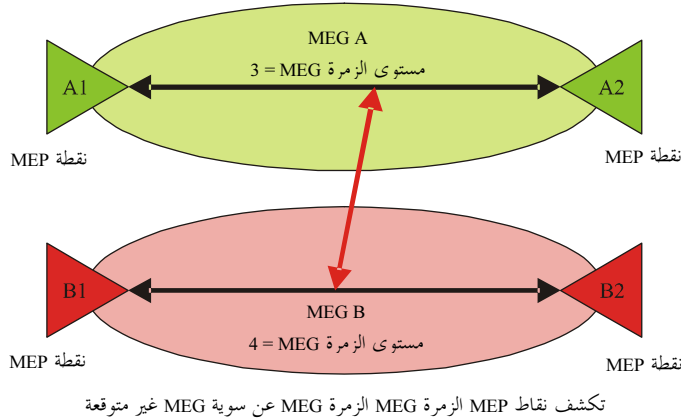 MEG A
مستوى الزمرة MEG = 3
A1
A2
نقطة MEP
نقطة MEP
B1
B2
MEG B
مستوى الزمرة MEG = 4
نقطة MEP
نقطة MEP
تكشف نقاط MEP الزمرة MEG الزمرة MEG عن سوية MEG غير متوقعة